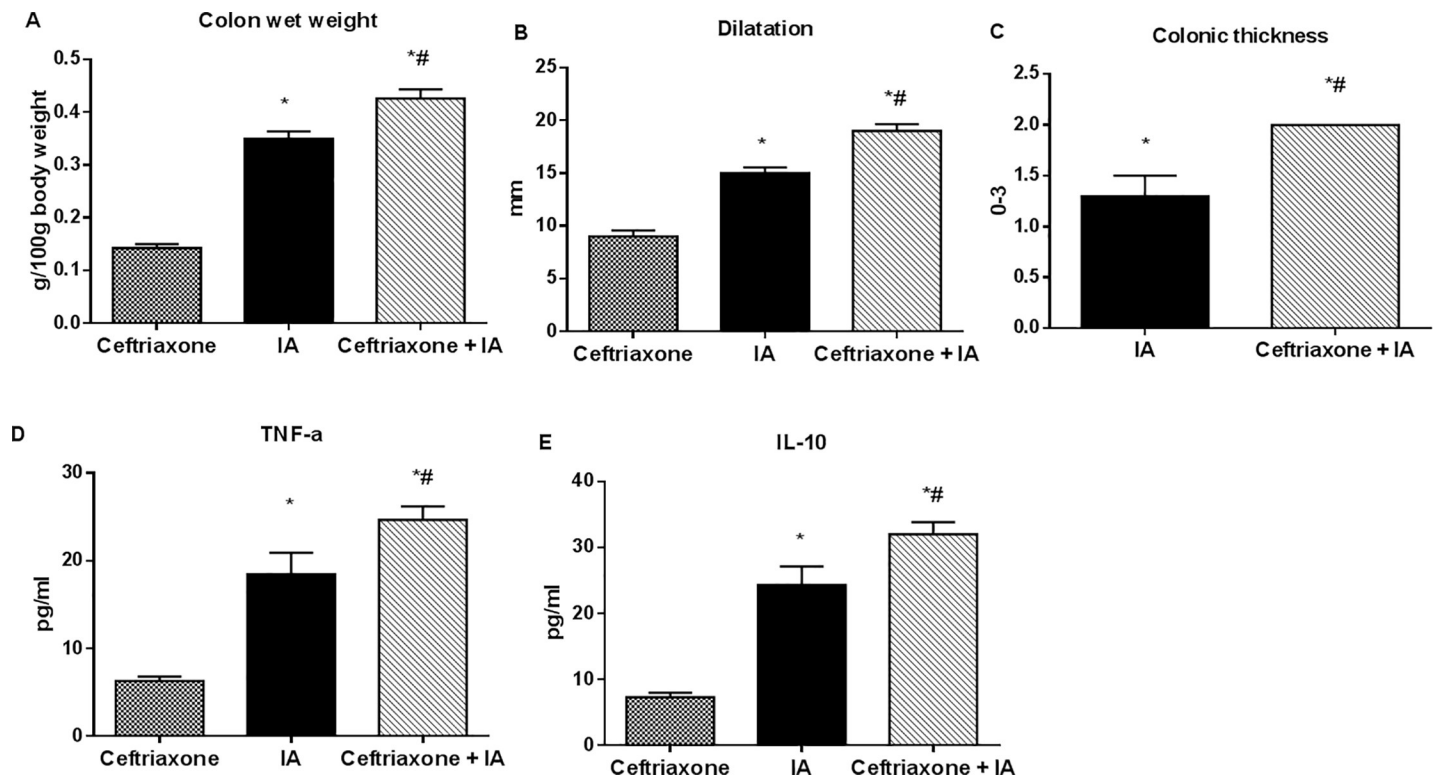 A
Colon wet weight
g/100g body weight
0.5
0.4
0.3
0.2
0.1
0.0
*
*#
Ceftriaxone
IA
Ceftriaxone + IA
B
Dilatation
mm
25
20
15
10
5
0
*
*#
Ceftriaxone
IA
Ceftriaxone + IA
C
Colonic thickness
0-3
2.5
2.0
1.5
1.0
0.5
0.0
*
*#
IA
Ceftriaxone + IA
D
TNF-a
pg/ml
30
20
10
0
*
*#
Ceftriaxone
IA
Ceftriaxone + IA
E
IL-10
pg/ml
40
30
20
10
0
*
*#
Ceftriaxone
IA
Ceftriaxone + IA